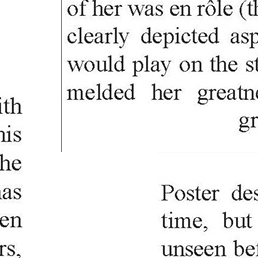 of her was en rôle (t
clearly depicted asp
would play on the s
melded her greatn
gr
ith
his
he
as
en
rs,
Poster des
time, but
unseen be